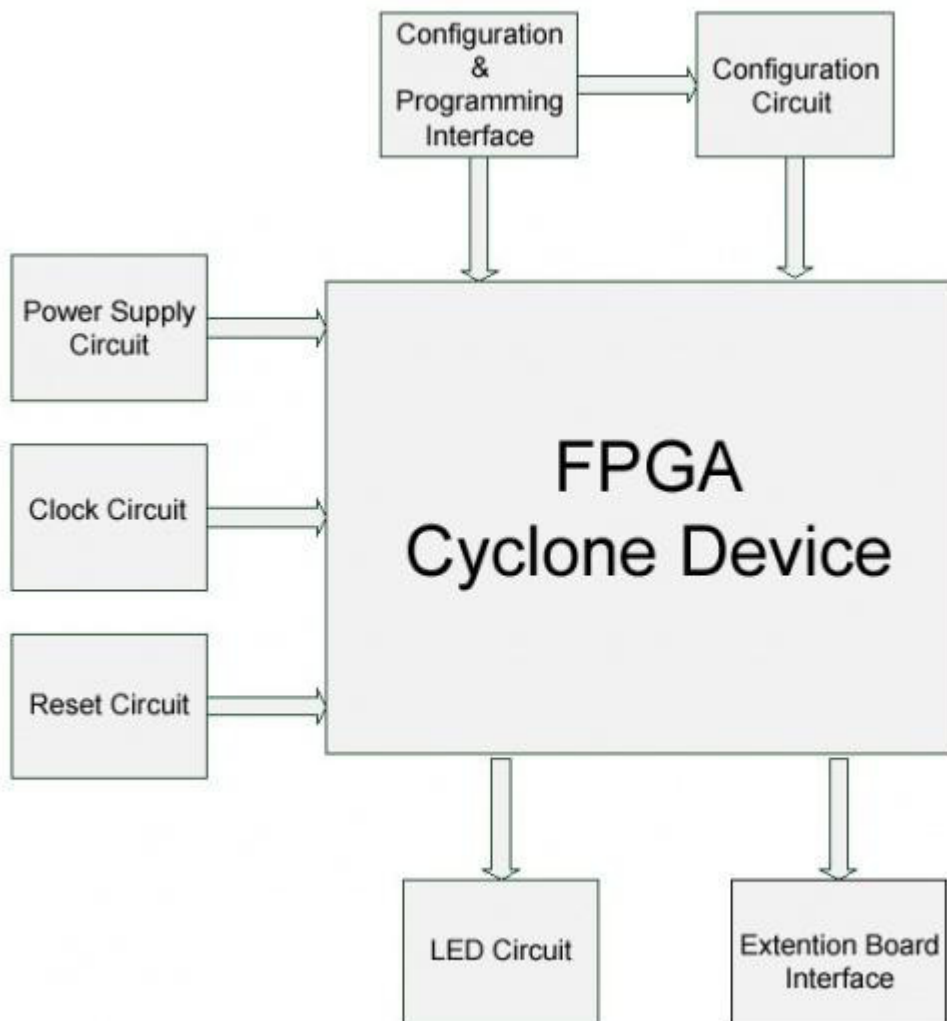 Configuration
&
Programming
Interface
Configuration
Circuit
Power Supply
Circuit
FPGA
Cyclone Device
Clock Circuit
Reset Circuit
LED Circuit
Extention Board
Interface